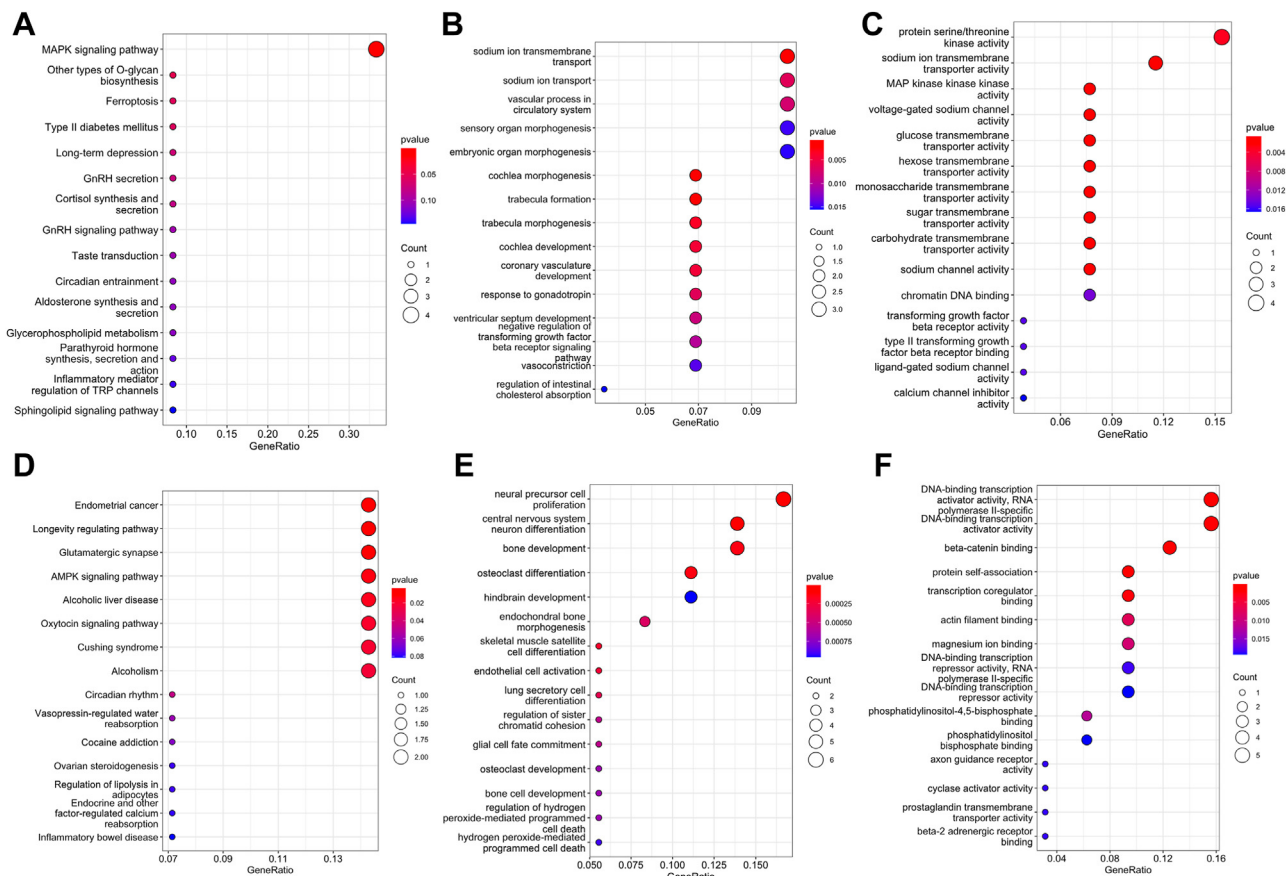 A
MAPK signaling pathway
Other types of O-glycan
biosynthesis
Ferroptosis
Type II diabetes mellitus
Long-term depression
GnRH secretion
Cortisol synthesis and
secretion
GnRH signaling pathway
Taste transduction
Circadian entrainment
Aldosterone synthesis and
secretion
Glycerophospholipid metabolism
Parathyroid hormone
synthesis, secretion and
action
Inflammatory mediator
regulation of TRP channels
Sphingolipid signaling pathway
0.10 0.15 0.20 0.25 0.30
GeneRatio
pvalue
0.05
0.10
Count
1
2
3
4
B
sodium ion transmembrane
transport
sodium ion transport
vascular process in
circulatory system
sensory organ morphogenesis
embryonic organ morphogenesis
cochlea morphogenesis
trabecula formation
trabecula morphogenesis
cochlea development
coronary vasculature
development
response to gonadotropin
ventricular septum development
negative regulation of
transforming growth factor
beta receptor signaling
pathway
vasoconstriction
regulation of intestinal
cholesterol absorption
0.05 0.07 0.09
GeneRatio
pvalue
0.005
0.010
0.015
Count
1.0
1.5
2.0
2.5
3.0
C
protein serine/threonine
kinase activity
sodium ion transmembrane
transporter activity
MAP kinase kinase kinase
activity
voltage-gated sodium channel
activity
glucose transmembrane
transporter activity
hexose transmembrane
transporter activity
monosaccharide transmembrane
transporter activity
sugar transmembrane
transporter activity
carbohydrate transmembrane
transporter activity
sodium channel activity
chromatin DNA binding
transforming growth factor
beta receptor activity
type II transforming growth
factor beta receptor binding
ligand-gated sodium channel
activity
calcium channel inhibitor
activity
0.06 0.09 0.12 0.15
GeneRatio
pvalue
0.004
0.008
0.012
0.016
Count
1
2
3
4
D
Endometrial cancer
Longevity regulating pathway
Glutamatergic synapse
AMPK signaling pathway
Alcoholic liver disease
Oxytocin signaling pathway
Cushing syndrome
Alcoholism
Circadian rhythm
Vasopressin-regulated water
reabsorption
Cocaine addiction
Ovarian steroidogenesis
Regulation of lipolysis in
adipocytes
Endocrine and other
factor-regulated calcium
reabsorption
Inflammatory bowel disease
0.07 0.09 0.11 0.13
GeneRatio
pvalue
0.02
0.04
0.06
0.08
Count
1.00
1.25
1.50
1.75
2.00
E
neural precursor cell
proliferation
central nervous system
neuron differentiation
bone development
osteoclast differentiation
hindbrain development
endochondral bone
morphogenesis
skeletal muscle satellite
cell differentiation
endothelial cell activation
lung secretory cell
differentiation
regulation of sister
chromatid cohesion
glial cell fate commitment
osteoclast development
bone cell development
regulation of hydrogen
peroxide-mediated programmed
cell death
hydrogen peroxide-mediated
programmed cell death
0.050 0.075 0.100 0.125 0.150
GeneRatio
pvalue
0.00025
0.00050
0.00075
Count
2
3
4
5
6
F
DNA-binding transcription
activator activity, RNA
polymerase II-specific
DNA-binding transcription
activator activity
beta-catenin binding
protein self-association
transcription coregulator
binding
actin filament binding
magnesium ion binding
DNA-binding transcription
repressor activity, RNA
polymerase II-specific
DNA-binding transcription
repressor activity
phosphatidylinositol-4,5-bisphosphate
binding
phosphatidylinositol
bisphosphate binding
axon guidance receptor
activity
cyclase activator activity
prostaglandin transmembrane
transporter activity
beta-2 adrenergic receptor
binding
0.04 0.08 0.12 0.16
GeneRatio
pvalue
0.005
0.010
0.015
Count
1
2
3
4
5